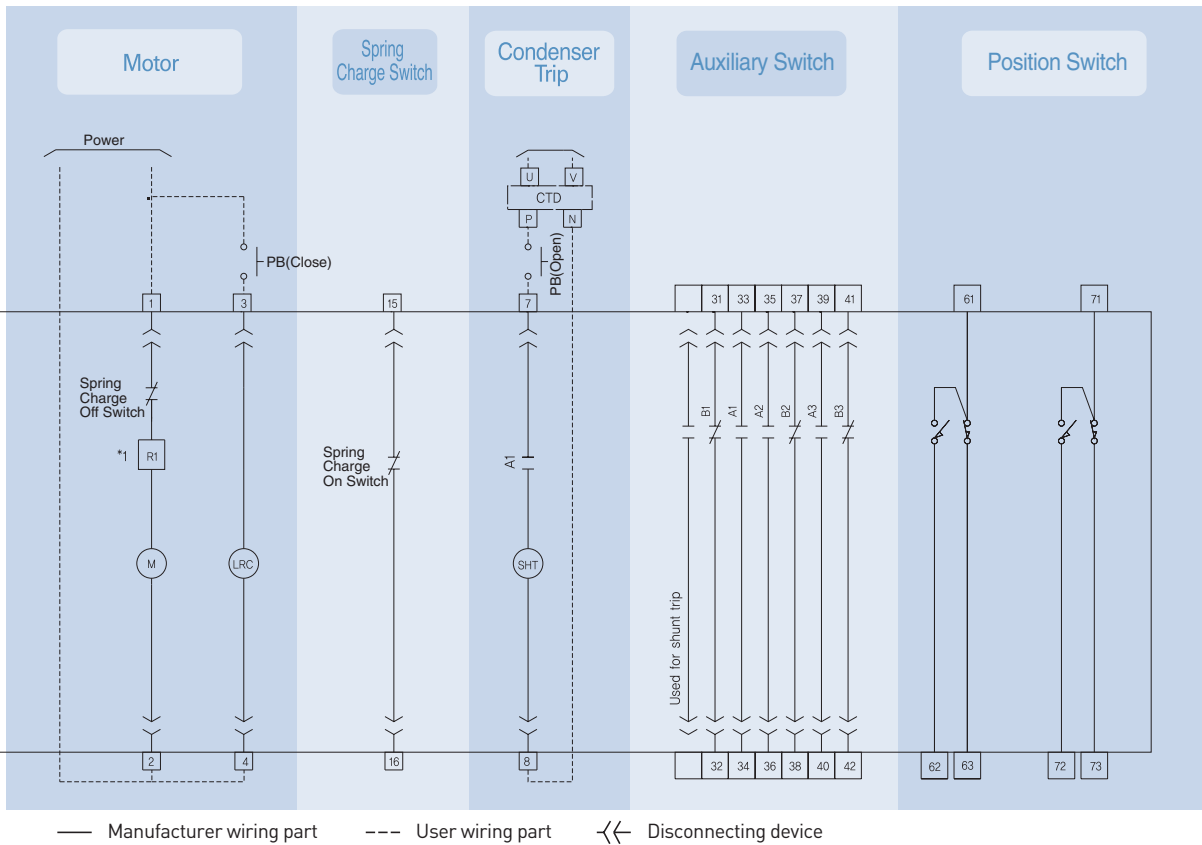 Motor
Spring
Charge Switch
Condenser
Trip
Auxiliary Switch
Position Switch
Power
U
V
CTD
P
N
PB(Close)
PB(Open)
1
3
15
7
31
33
35
37
39
41
61
71
Spring
Charge
Off Switch
*1
R1
Spring
Charge
On Switch
A1
B1
A1
A2
B2
A3
B3
M
LRC
SHT
Used for shunt trip
2
4
16
8
32
34
36
38
40
42
62
63
72
73
Manufacturer wiring part
User wiring part
Disconnecting device